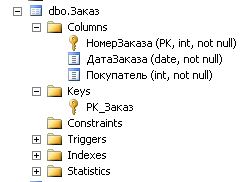 dbo.Заказ
Columns
НомерЗаказа (PK, int, not null)
ДатаЗаказа (date, not null)
Покупатель (int, not null)
Keys
PK_Заказ
Constraints
Triggers
Indexes
Statistics